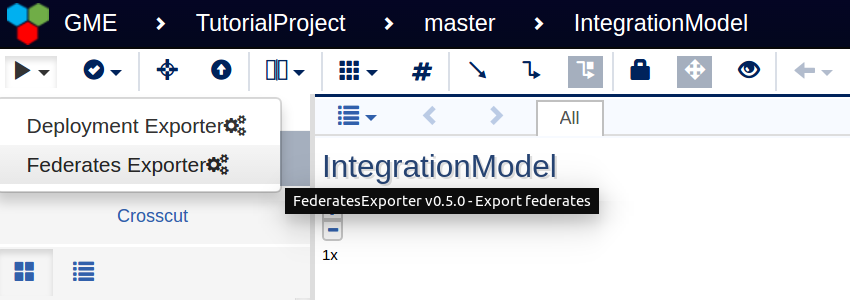 GME > TutorialProject > master > IntegrationModel
#
Deployment Exporter
Federates Exporter
All
IntegrationModel
FederatesExporter v0.5.0 - Export federates
Crosscut
1x